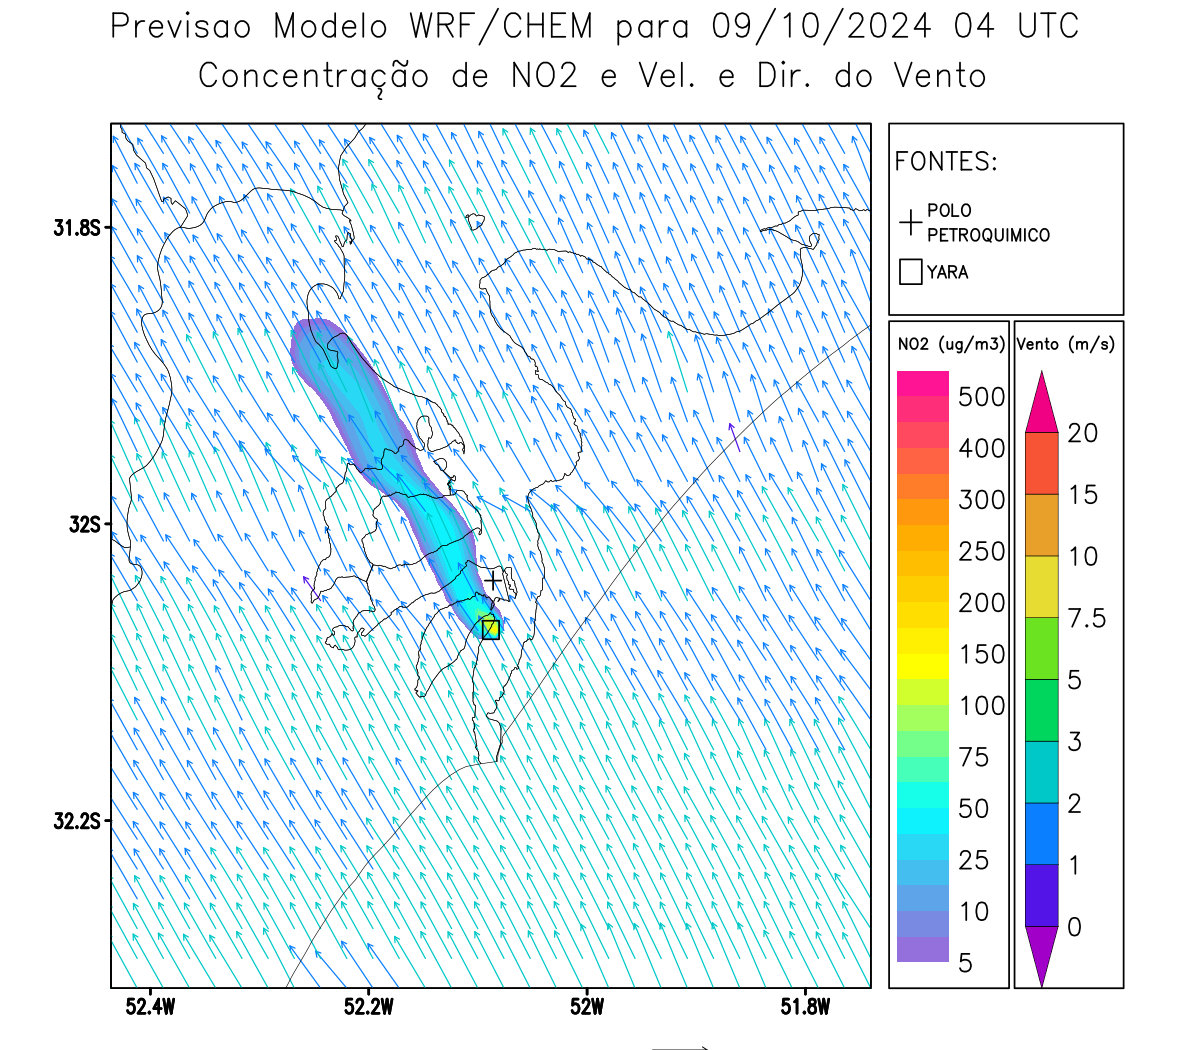 Previsao Modelo WRF/CHEM para 09/10/2024 04 UTC
Concentração de NO2 e Vel. e Dir. do Vento
FONTES:
POLO
PETROQUIMICO
YARA
31.8S
32S
32.2S
52.4W
52.2W
52W
51.8W
NO2 (ug/m3)
500
400
300
250
200
150
100
75
50
25
10
5
Vento (m/s)
20
15
10
7.5
5
3
2
1
0